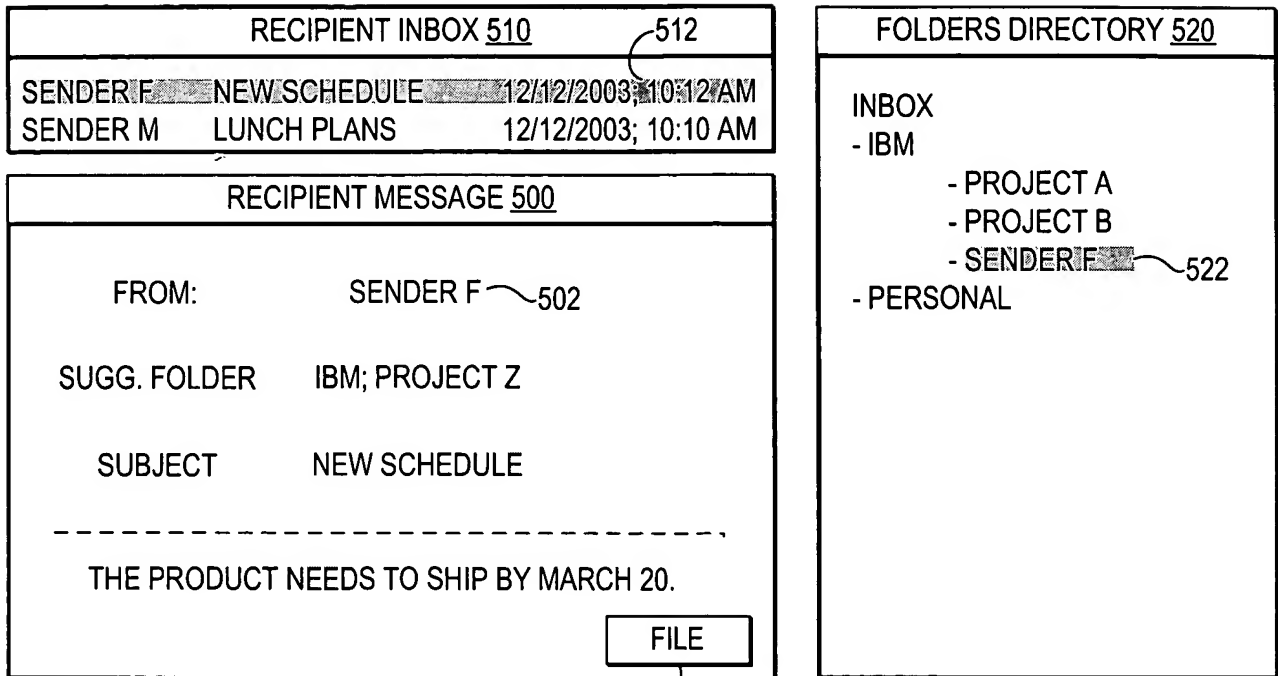 RECIPIENT INBOX 510
512
SENDER F NEW SCHEDULE 12/12/2003; 10:12 AM
SENDER M LUNCH PLANS 12/12/2003; 10:10 AM
RECIPIENT MESSAGE 500
FROM: SENDER F 502
SUGG. FOLDER IBM; PROJECT Z
SUBJECT NEW SCHEDULE
THE PRODUCT NEEDS TO SHIP BY MARCH 20.
FILE
FOLDERS DIRECTORY 520
INBOX
- IBM
- PROJECT A
- PROJECT B
- SENDER F 522
- PERSONAL